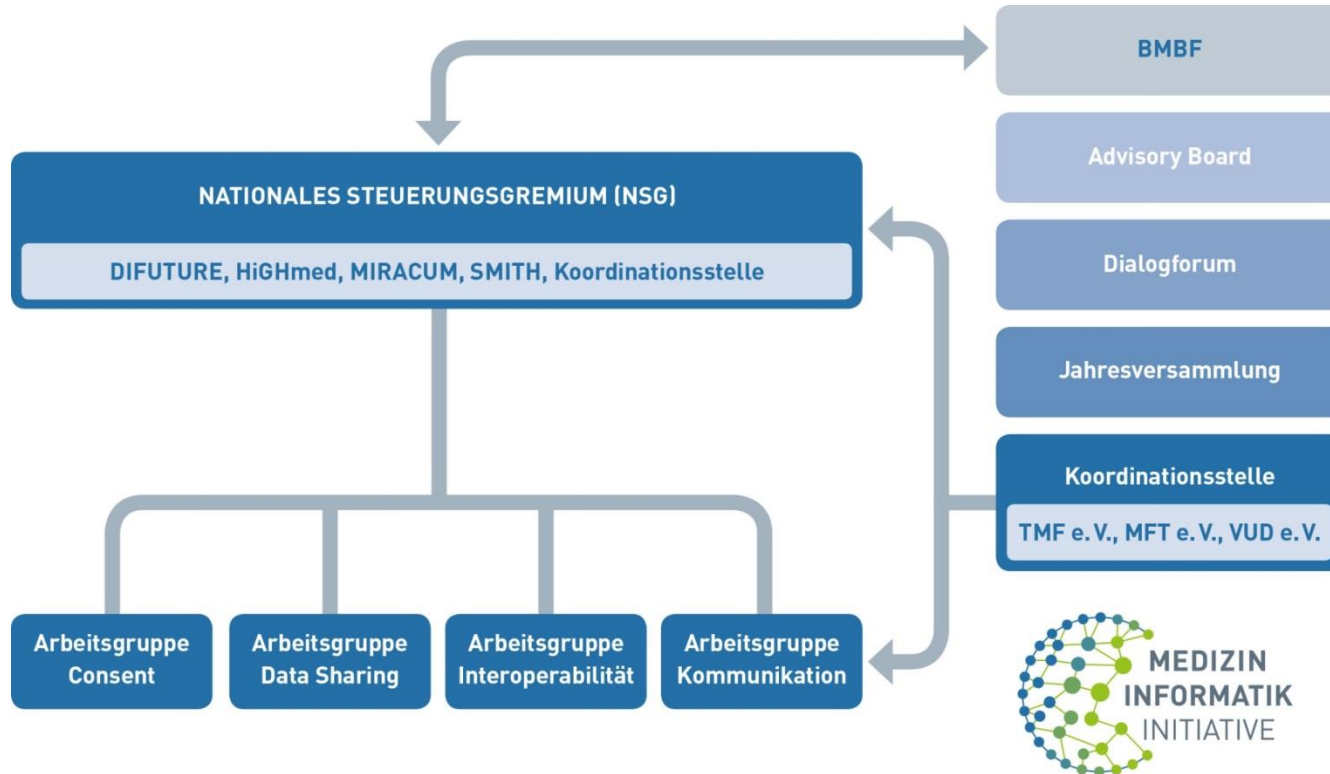 BMBF
Advisory Board
NATIONALES STEUERUNGSGREMIUM (NSG)
DIFUTURE, HiGHmed, MIRACUM, SMITH, Koordinationsstelle
Dialogforum
Jahresversammlung
Koordinationsstelle
TMF e.V., MFT e.V., VUD e.V.
Arbeitsgruppe
Consent
Arbeitsgruppe
Data Sharing
Arbeitsgruppe
Interoperabilität
Arbeitsgruppe
Kommunikation
MEDIZIN
INFORMATIK
INITIATIVE